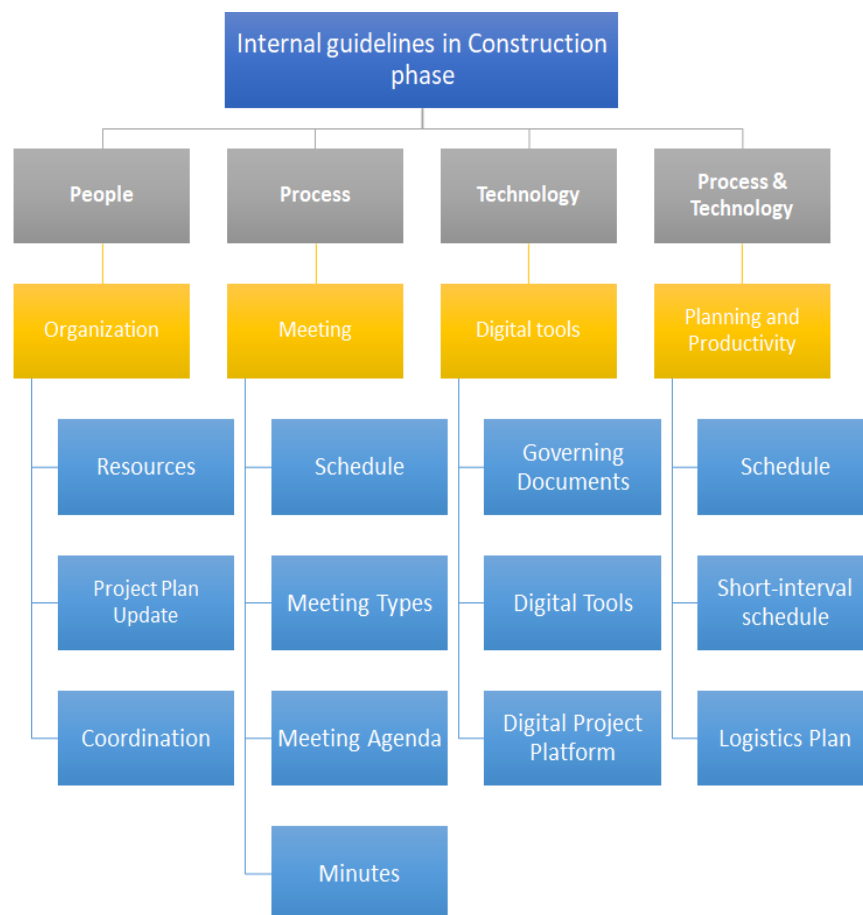 Internal guidelines in Construction
phase
People
Process
Technology
Process &
Technology
Organization
Meeting
Digital tools
Planning and
Productivity
Resources
Schedule
Governing
Documents
Schedule
Project Plan
Update
Meeting Types
Digital Tools
Short-interval
schedule
Coordination
Meeting Agenda
Digital Project
Platform
Logistics Plan
Minutes